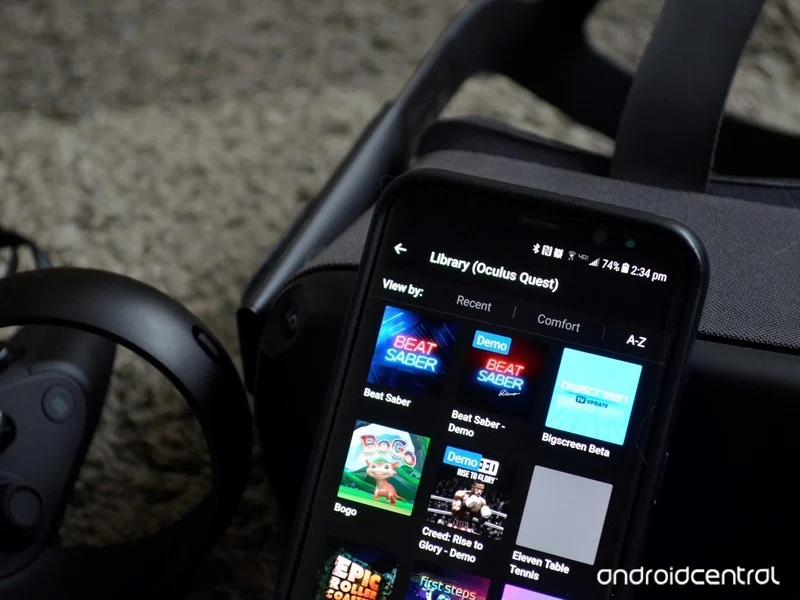 74% 2:34 pm
Library (Oculus Quest)
View by:
Recent
Comfort
A-Z
BEAT
SABER
Demo
BEAT
SABER
bigscreen
TV UPDATE
Beat Saber
Beat Saber -
Demo
Bigscreen Beta
BOGO
Demo
RISE TO GLORY
Bogo
Creed: Rise to
Glory - Demo
Eleven Table
Tennis
EPIC
ROLLER
COASTERS
first steps
androidcentral